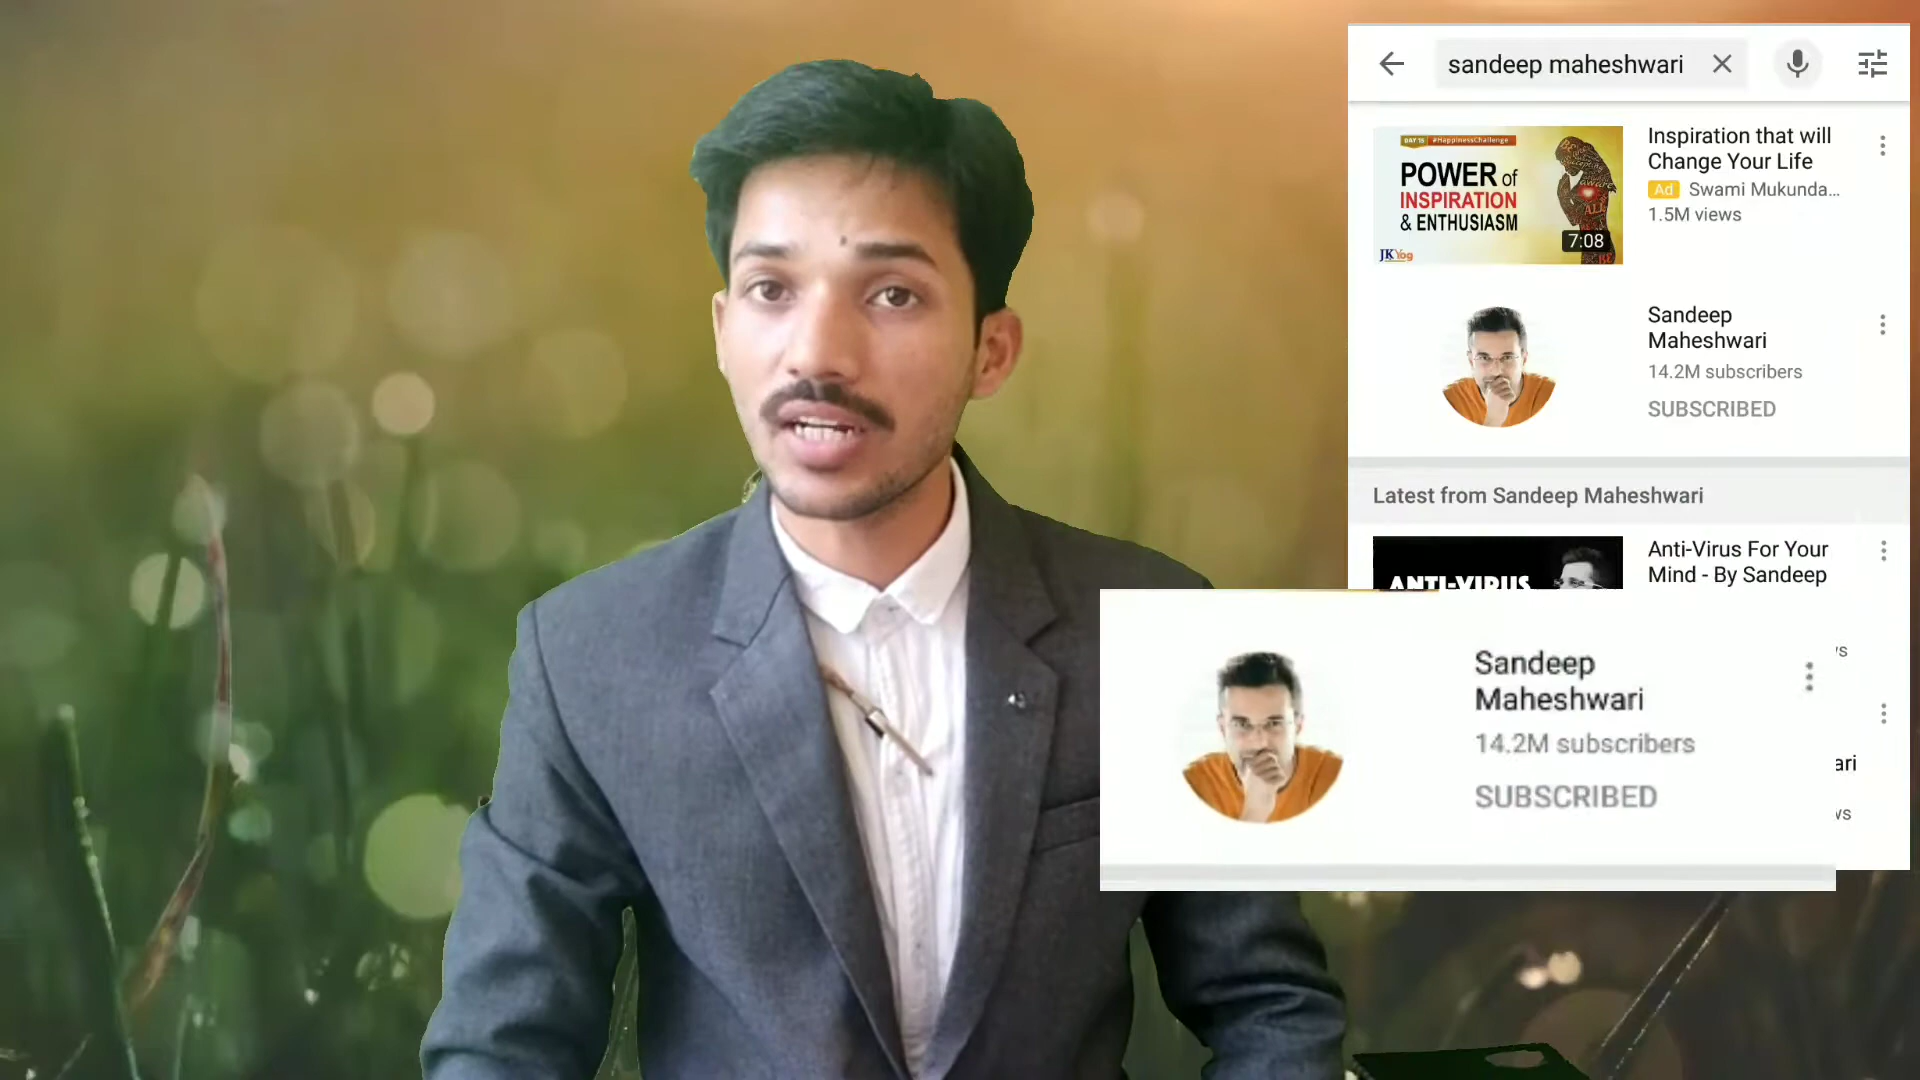 sandeep maheshwari
DAY 15 #HappinessChallenge
POWER of
INSPIRATION
& ENTHUSIASM
7:08
JKYog
Inspiration that will
Change Your Life
Ad Swami Mukunda...
1.5M views
Sandeep
Maheshwari
14.2M subscribers
SUBSCRIBED
Latest from Sandeep Maheshwari
ANTI-VIRUS
Anti-Virus For Your
Mind - By Sandeep
Sandeep
Maheshwari
14.2M subscribers
SUBSCRIBED
ari